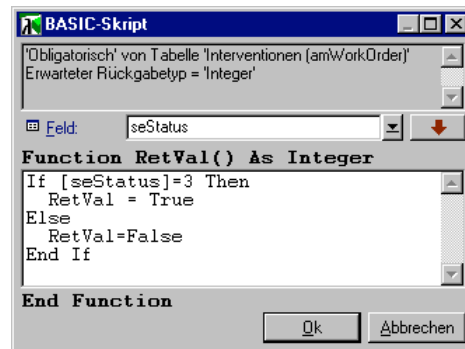 BASIC-Skript
'Obligatorisch' von Tabelle 'Interventionen (amWorkOrder)'
Erwarteter Rückgabetyp = 'Integer'
Feld: seStatus
Function RetVal() As Integer
If [seStatus]=3 Then
  RetVal = True
Else
  RetVal=False
End If
End Function
Ok Abbrechen